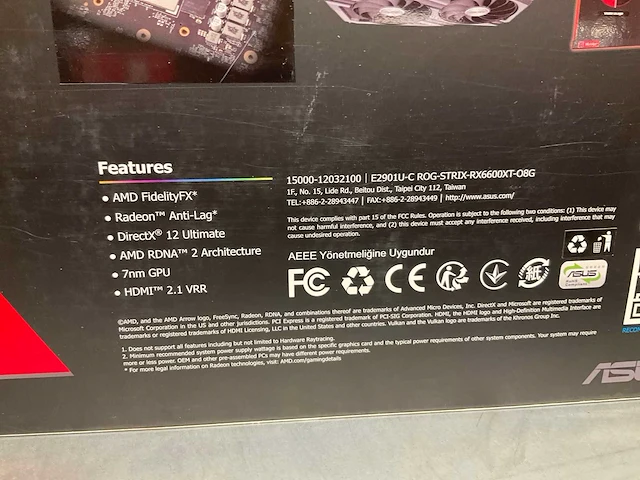 Features
• AMD FidelityFX*
• Radeon™ Anti-Lag*
• DirectX® 12 Ultimate
• AMD RDNA™ 2 Architecture
• 7nm GPU
• HDMI™ 2.1 VRR
15000-12032100 | E2901U-C ROG-STRIX-RX6600XT-O8G
1F., No. 15, Lide Rd., Beitou Dist., Taipei City 112, Taiwan
TEL:+886-2-28943447 | FAX:+886-2-28943449 | http://www.asus.com/
This device complies with part 15 of the FCC Rules. Operation is subject to the following two conditions: (1) This device may
not cause harmful interference, and (2) this device must accept any interference received, including interference that may
cause undesired operation.
AEEE Yönetmeliğine Uygundur
FC CE 紙
ASUS
©AMD, and the AMD Arrow logo, FreeSync, Radeon, RDNA, and combinations thereof are trademarks of Advanced Micro Devices, Inc. DirectX and Microsoft are registered trademarks of
Microsoft Corporation in the US and other jurisdictions. PCI Express is a registered trademark of PCI-SIG Corporation. HDMI, the HDMI logo and High-Definition Multimedia Interface are
trademarks or registered trademarks of HDMI Licensing, LLC in the United States and other countries. Vulkan and the Vulkan logo are trademarks of the Khronos Group Inc.
1. Does not support all features including but not limited to Hardware Raytracing.
2. Minimum recommended system power supply wattage is based on the specific graphics card and the typical power requirements of other system components. Your system may require
more or less power. OEM and other pre-assembled PCs may have different power requirements.
* For more legal information on Radeon technologies, visit: AMD.com/gamingdetails
RECON
ASU